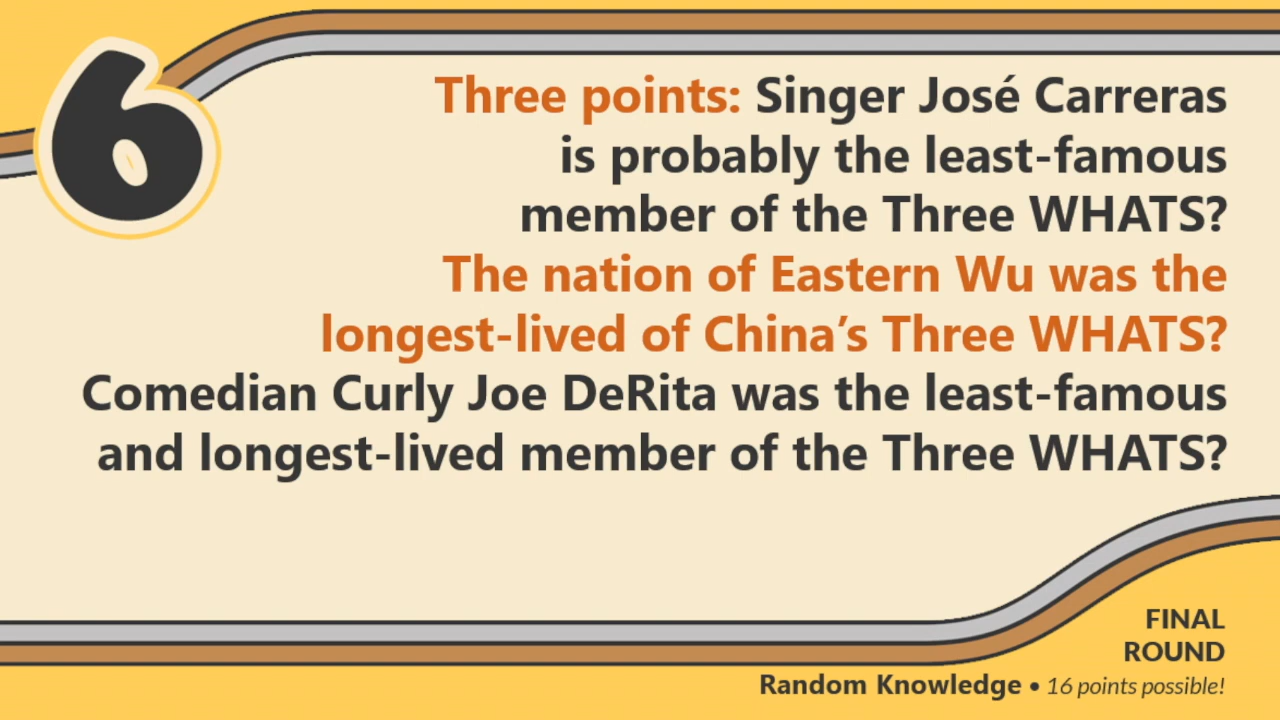 6
Three points: Singer José Carreras
is probably the least-famous
member of the Three WHATS?
The nation of Eastern Wu was the
longest-lived of China’s Three WHATS?
Comedian Curly Joe DeRita was the least-famous
and longest-lived member of the Three WHATS?
FINAL
ROUND
Random Knowledge • 16 points possible!